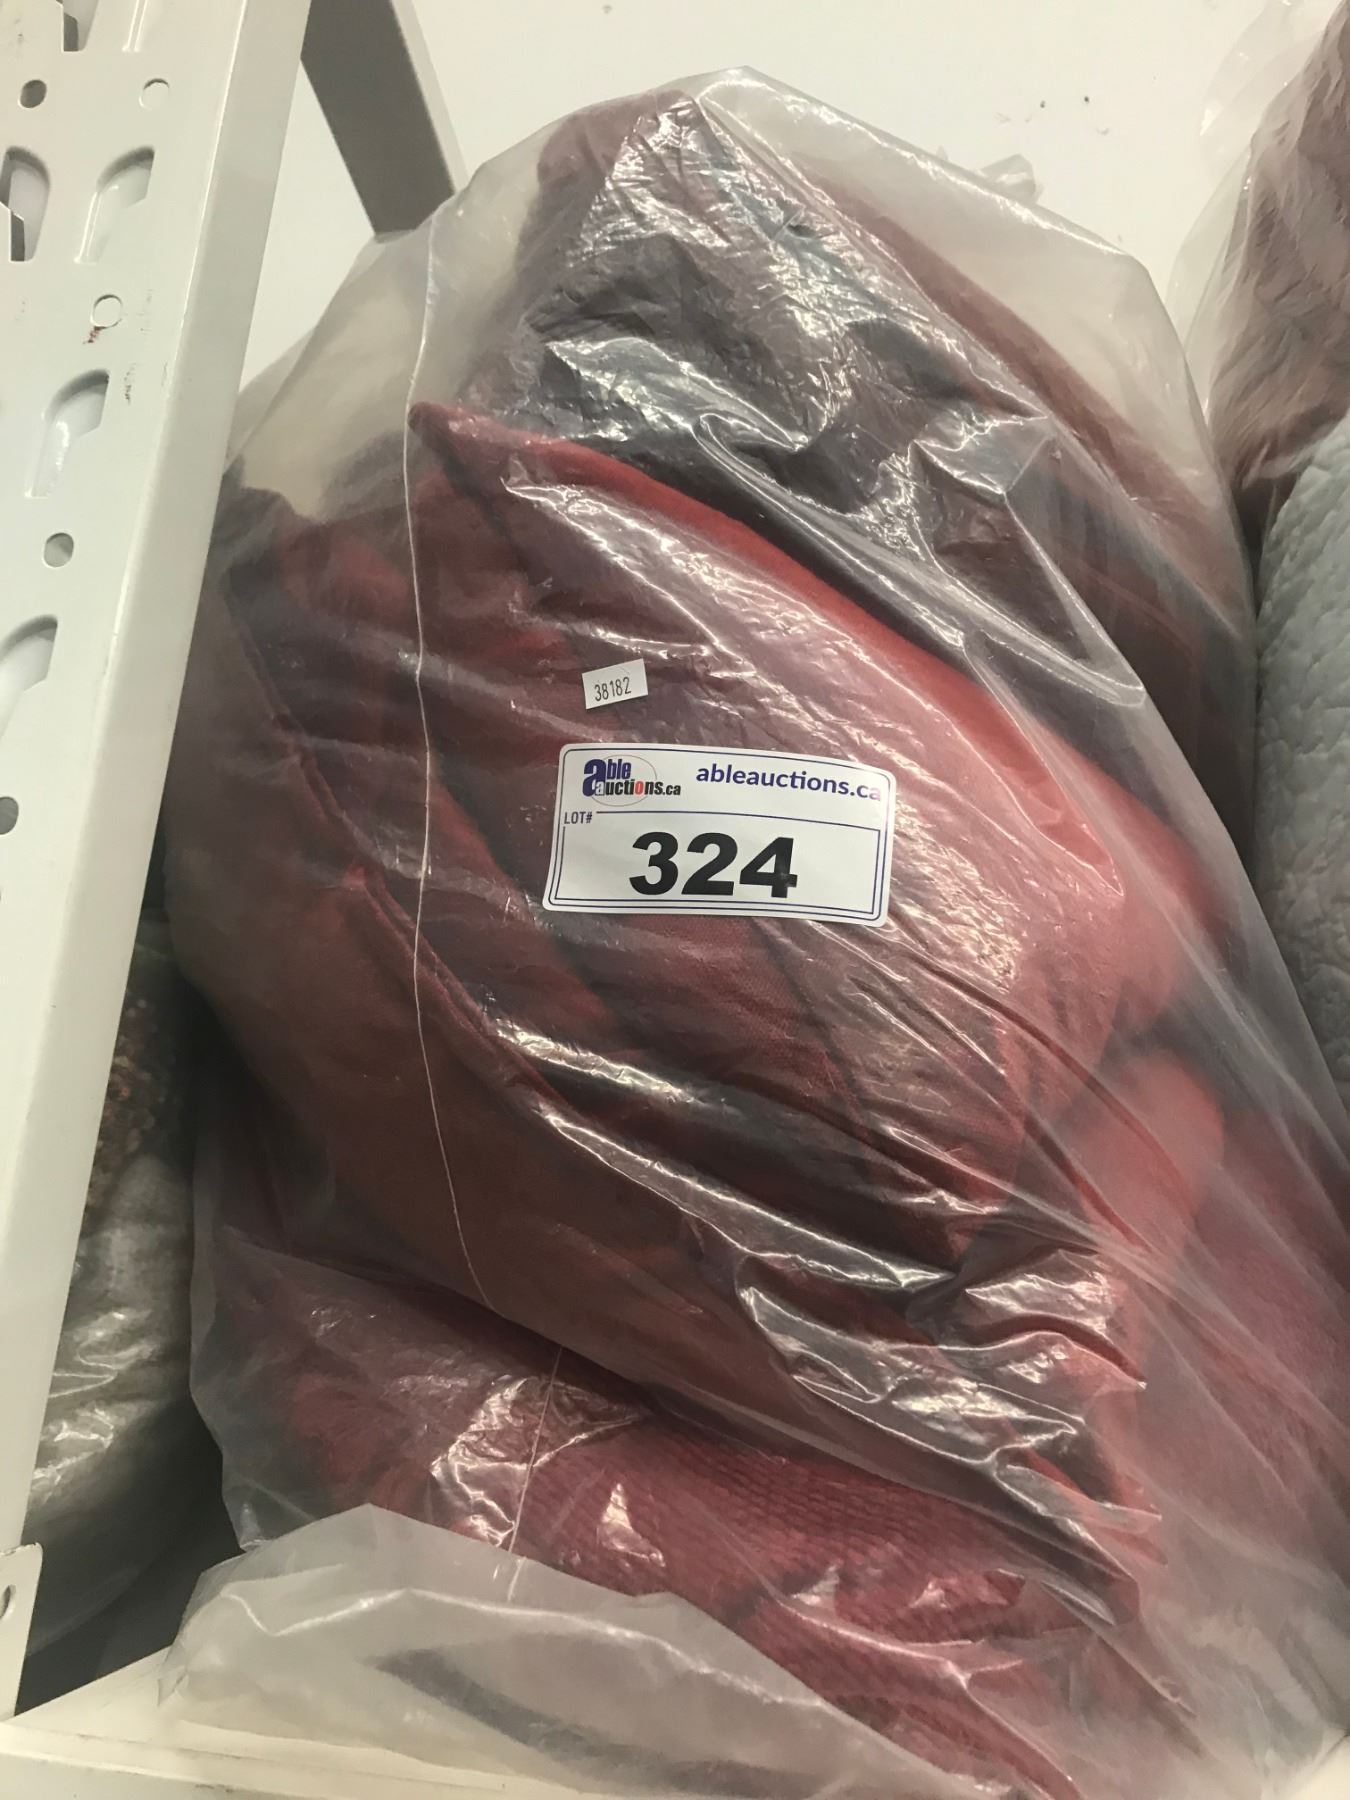 38182
able auctions.ca
ableauctions.ca
LOT#
324